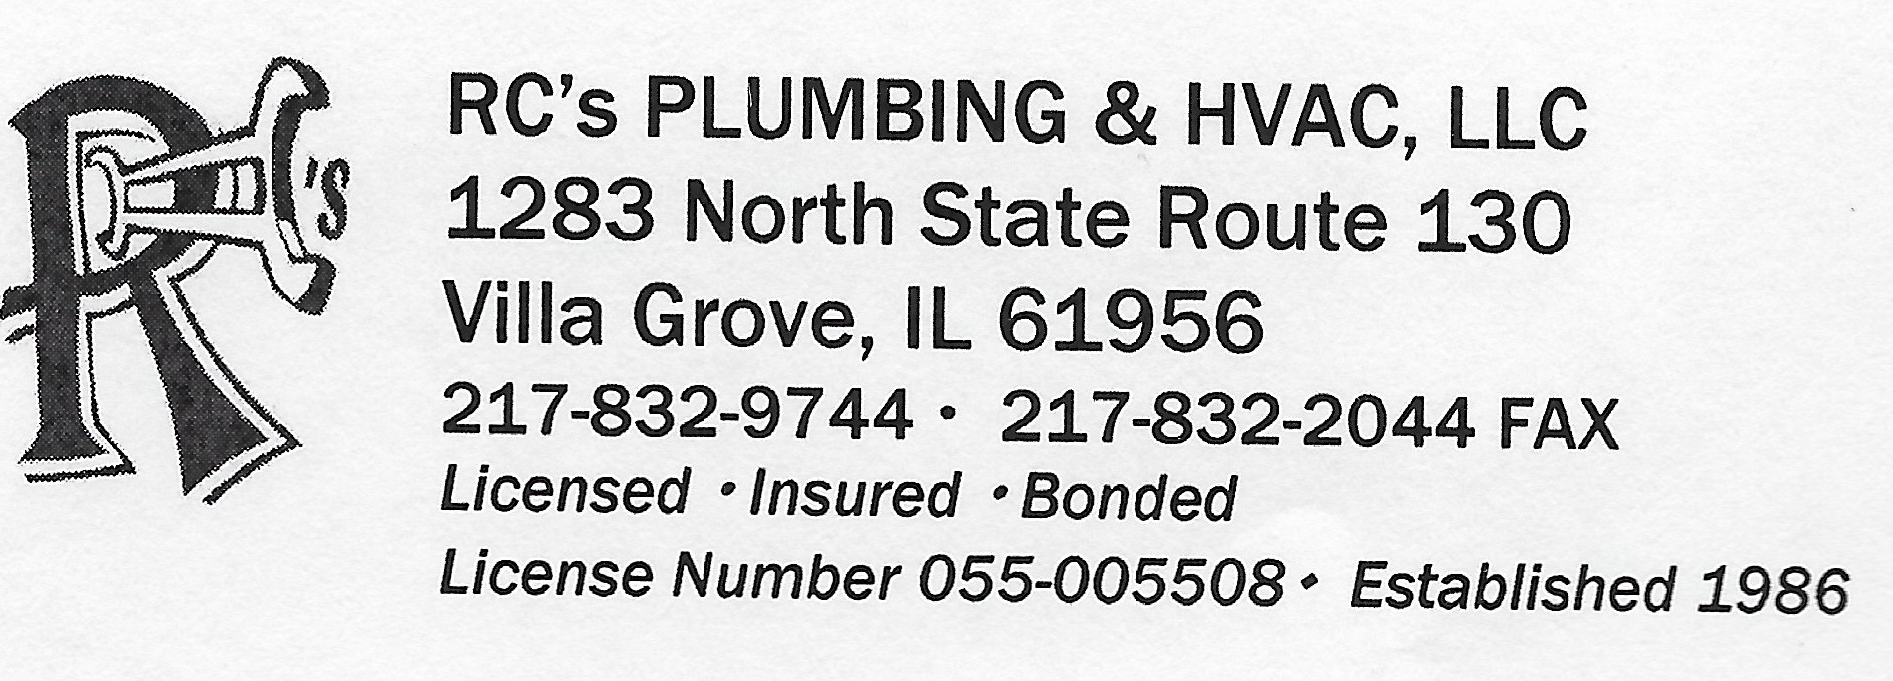 RC's
RC's PLUMBING & HVAC, LLC
1283 North State Route 130
Villa Grove, IL 61956
217-832-9744 • 217-832-2044 FAX
Licensed • Insured • Bonded
License Number 055-005508 • Established 1986